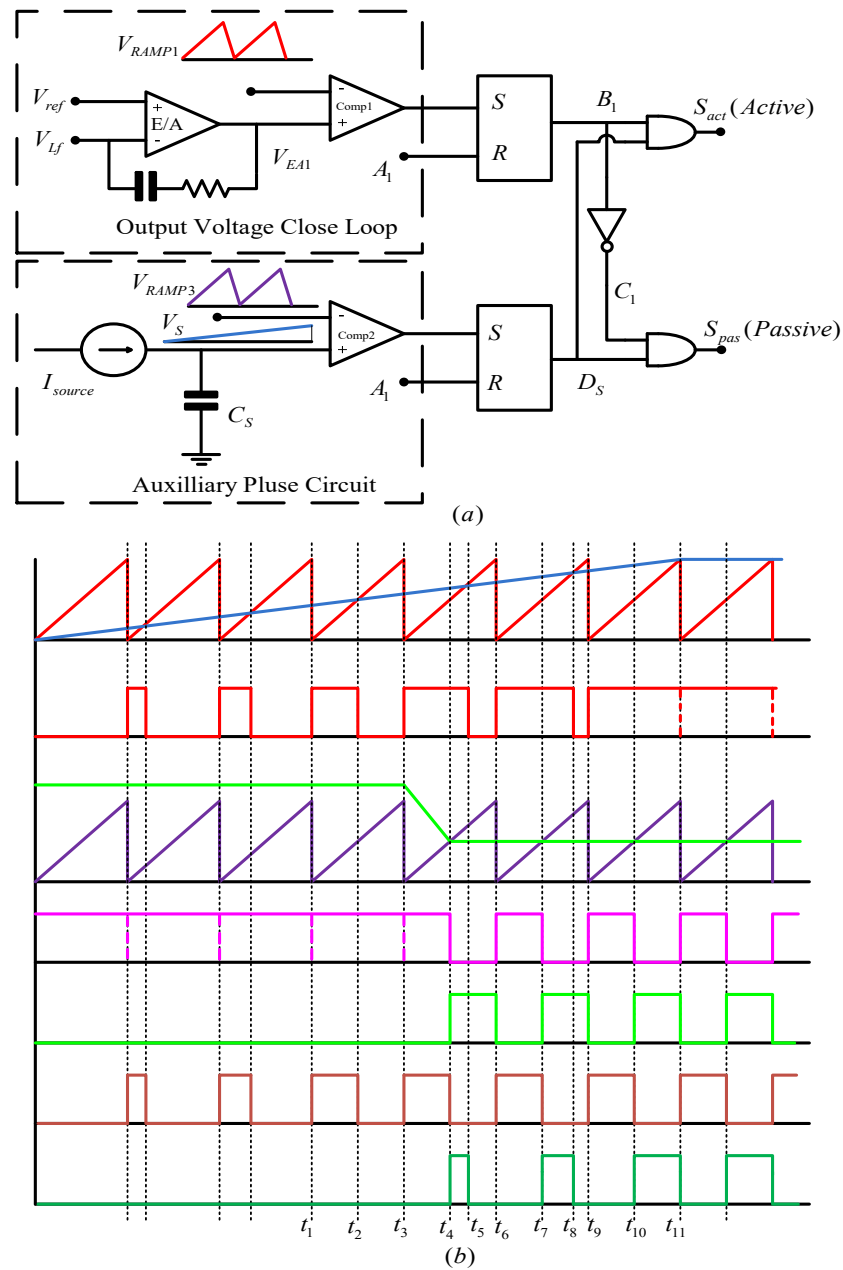 V_RAMP1
V_ref
V_Lf
+
-
E/A
V_EA1
-
+
Comp1
A_1
S
R
B_1
S_act (Active)
Output Voltage Close Loop
V_RAMP3
V_S
I_source
C_S
-
+
Comp2
A_1
S
R
C_1
D_S
S_pas (Passive)
Auxilliary Pluse Circuit
(a)
t_1 t_2 t_3 t_4 t_5 t_6 t_7 t_8 t_9 t_10 t_11
(b)